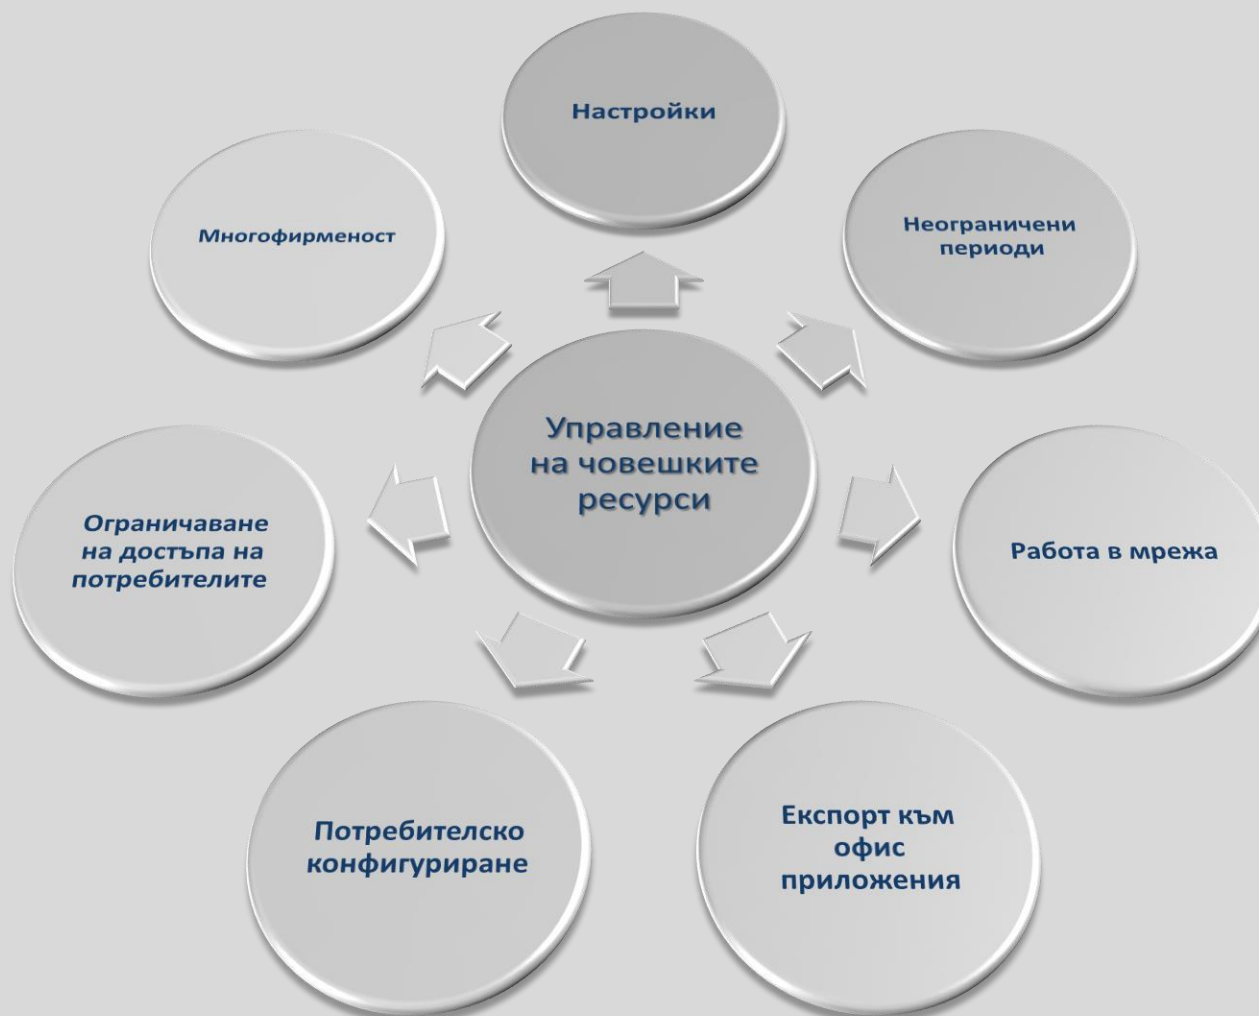 Настройки
Многофирменост
Неограничени
периоди
Управление
на човешките
ресурси
Ограничаване
на достъпа на
потребителите
Работа в мрежа
Потребителско
конфигуриране
Експорт към
офис
приложения